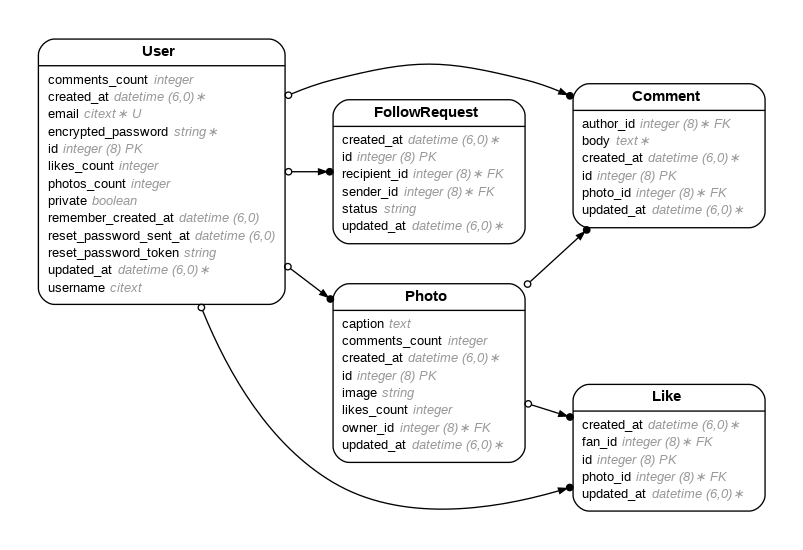 User
comments_count integer
created_at datetime (6,0)∗
email citext∗ U
encrypted_password string∗
id integer (8) PK
likes_count integer
photos_count integer
private boolean
remember_created_at datetime (6,0)
reset_password_sent_at datetime (6,0)
reset_password_token string
updated_at datetime (6,0)∗
username citext
FollowRequest
created_at datetime (6,0)∗
id integer (8) PK
recipient_id integer (8)∗ FK
sender_id integer (8)∗ FK
status string
updated_at datetime (6,0)∗
Photo
caption text
comments_count integer
created_at datetime (6,0)∗
id integer (8) PK
image string
likes_count integer
owner_id integer (8)∗ FK
updated_at datetime (6,0)∗
Comment
author_id integer (8)∗ FK
body text∗
created_at datetime (6,0)∗
id integer (8) PK
photo_id integer (8)∗ FK
updated_at datetime (6,0)∗
Like
created_at datetime (6,0)∗
fan_id integer (8)∗ FK
id integer (8) PK
photo_id integer (8)∗ FK
updated_at datetime (6,0)∗